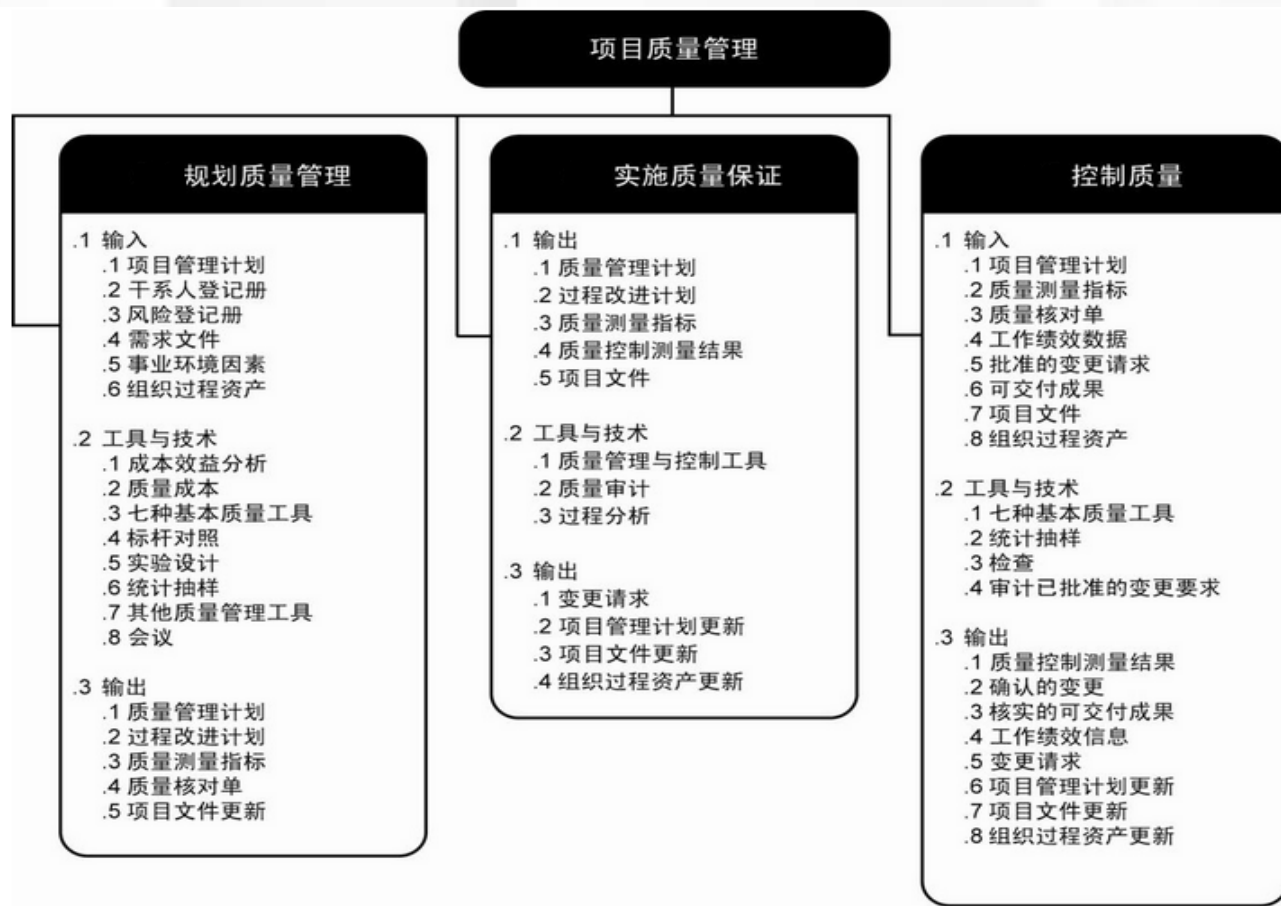 项目质量管理
规划质量管理
.1 输入
.1 项目管理计划
.2 干系人登记册
.3 风险登记册
.4 需求文件
.5 事业环境因素
.6 组织过程资产
.2 工具与技术
.1 成本效益分析
.2 质量成本
.3 七种基本质量工具
.4 标杆对照
.5 实验设计
.6 统计抽样
.7 其他质量管理工具
.8 会议
.3 输出
.1 质量管理计划
.2 过程改进计划
.3 质量测量指标
.4 质量核对单
.5 项目文件更新
实施质量保证
.1 输出
.1 质量管理计划
.2 过程改进计划
.3 质量测量指标
.4 质量控制测量结果
.5 项目文件
.2 工具与技术
.1 质量管理与控制工具
.2 质量审计
.3 过程分析
.3 输出
.1 变更请求
.2 项目管理计划更新
.3 项目文件更新
.4 组织过程资产更新
控制质量
.1 输入
.1 项目管理计划
.2 质量测量指标
.3 质量核对单
.4 工作绩效数据
.5 批准的变更请求
.6 可交付成果
.7 项目文件
.8 组织过程资产
.2 工具与技术
.1 七种基本质量工具
.2 统计抽样
.3 检查
.4 审计已批准的变更要求
.3 输出
.1 质量控制测量结果
.2 确认的变更
.3 核实的可交付成果
.4 工作绩效信息
.5 变更请求
.6 项目管理计划更新
.7 项目文件更新
.8 组织过程资产更新